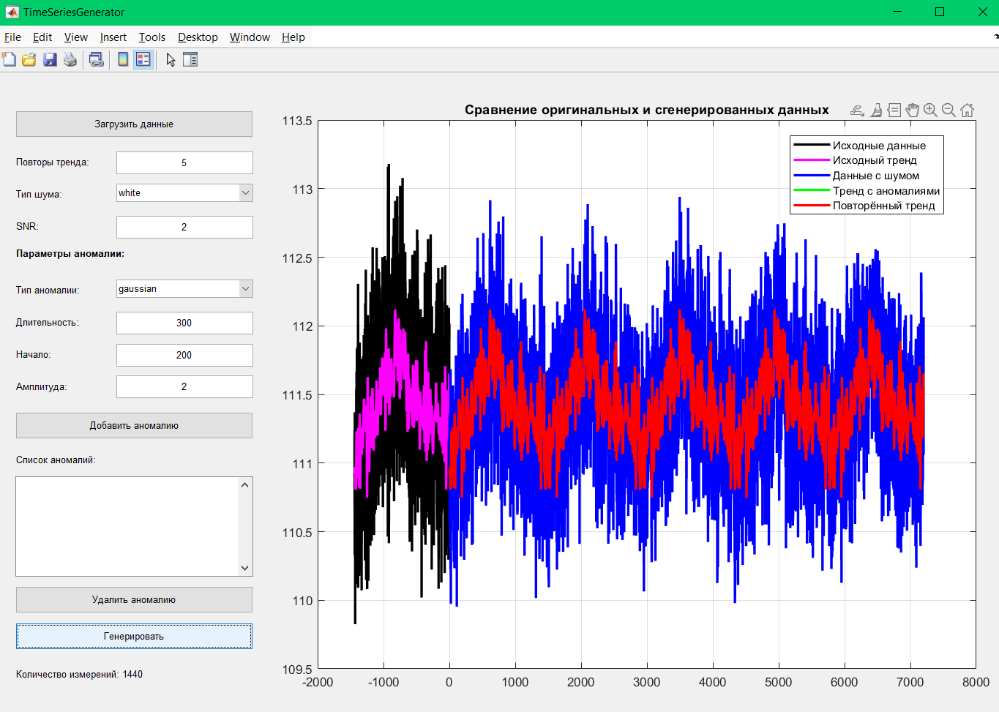 TimeSeriesGenerator
File Edit View Insert Tools Desktop Window Help
Загрузить данные
Повторы тренда: 5
Тип шума: white
SNR: 2
Параметры аномалии:
Тип аномалии: gaussian
Длительность: 300
Начало: 200
Амплитуда: 2
Добавить аномалию
Список аномалий:
Удалить аномалию
Генерировать
Количество измерений: 1440
Сравнение оригинальных и сгенерированных данных
113.5
113
112.5
112
111.5
111
110.5
110
109.5
-2000 -1000 0 1000 2000 3000 4000 5000 6000 7000 8000
Исходные данные
Исходный тренд
Данные с шумом
Тренд с аномалиями
Повторённый тренд